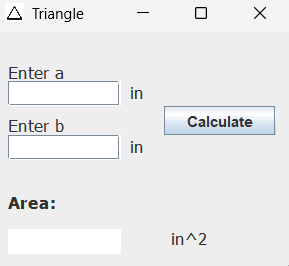 Triangle
Enter a
in
Calculate
Enter b
in
Area:
in^2